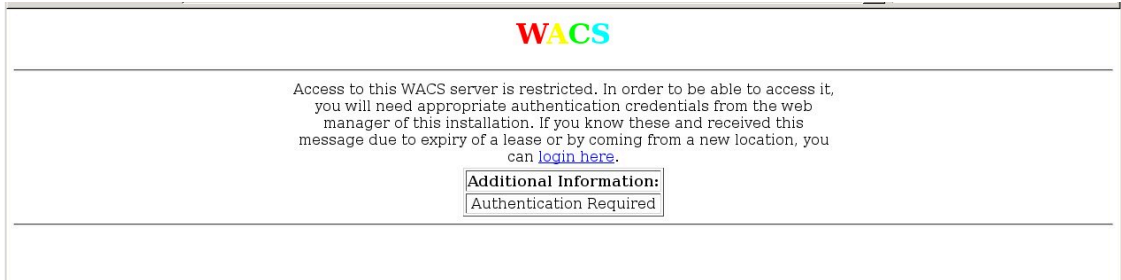 WACS
Access to this WACS server is restricted. In order to be able to access it,
you will need appropriate authentication credentials from the web
manager of this installation. If you know these and received this
message due to expiry of a lease or by coming from a new location, you
can login here.
Additional Information:
Authentication Required